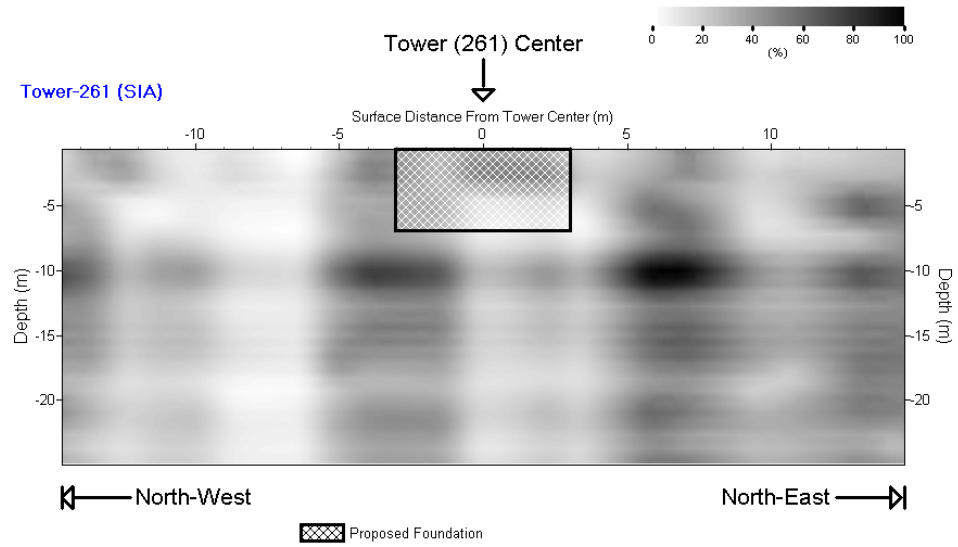 0 20 40 60 80 100
(%)
Tower (261) Center
Tower-261 (SIA)
Surface Distance From Tower Center (m)
-10 -5 0 5 10
-5 -5
-10 -10
-15 -15
-20 -20
Depth (m)
Depth (m)
North-West
North-East
Proposed Foundation